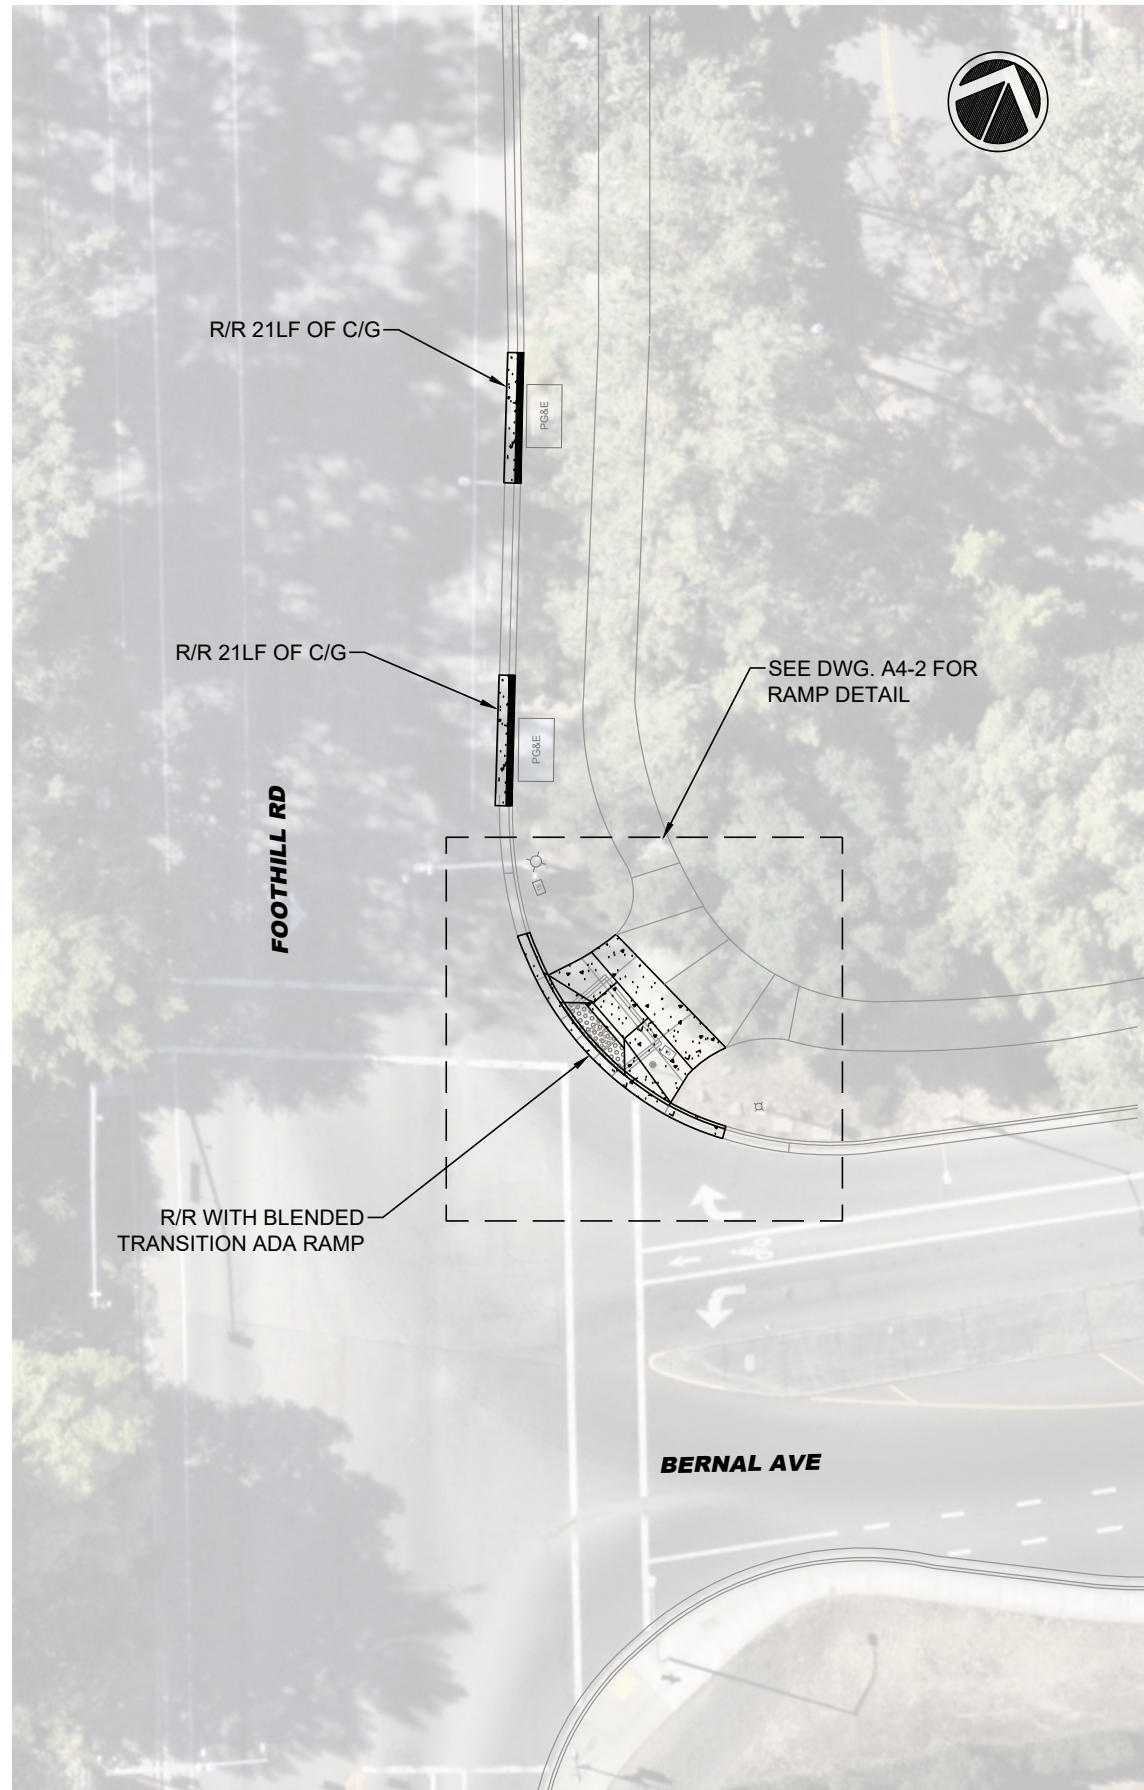 R/R 21LF OF C/G
PG&E
R/R 21LF OF C/G
PG&E
SEE DWG. A4-2 FOR
RAMP DETAIL
FOOTHILL RD
R/R WITH BLENDED
TRANSITION ADA RAMP
BERNAL AVE